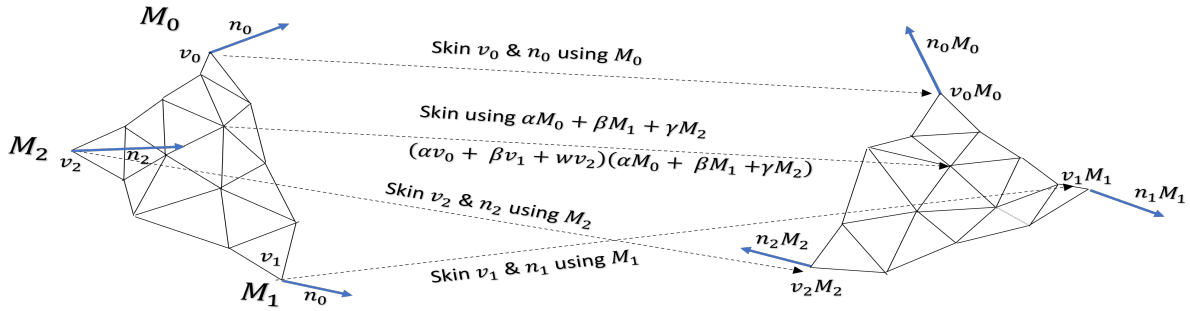 M₀
n₀
v₀
Skin v₀ & n₀ using M₀
n₀M₀
v₀M₀
Skin using αM₀ + βM₁ + γM₂
(αv₀ + βv₁ + wv₂)(αM₀ + βM₁ +γM₂)
M₂
v₂
n₂
v₁M₁
n₁M₁
Skin v₂ & n₂ using M₂
n₂M₂
v₂M₂
Skin v₁ & n₁ using M₁
v₁
M₁
n₀